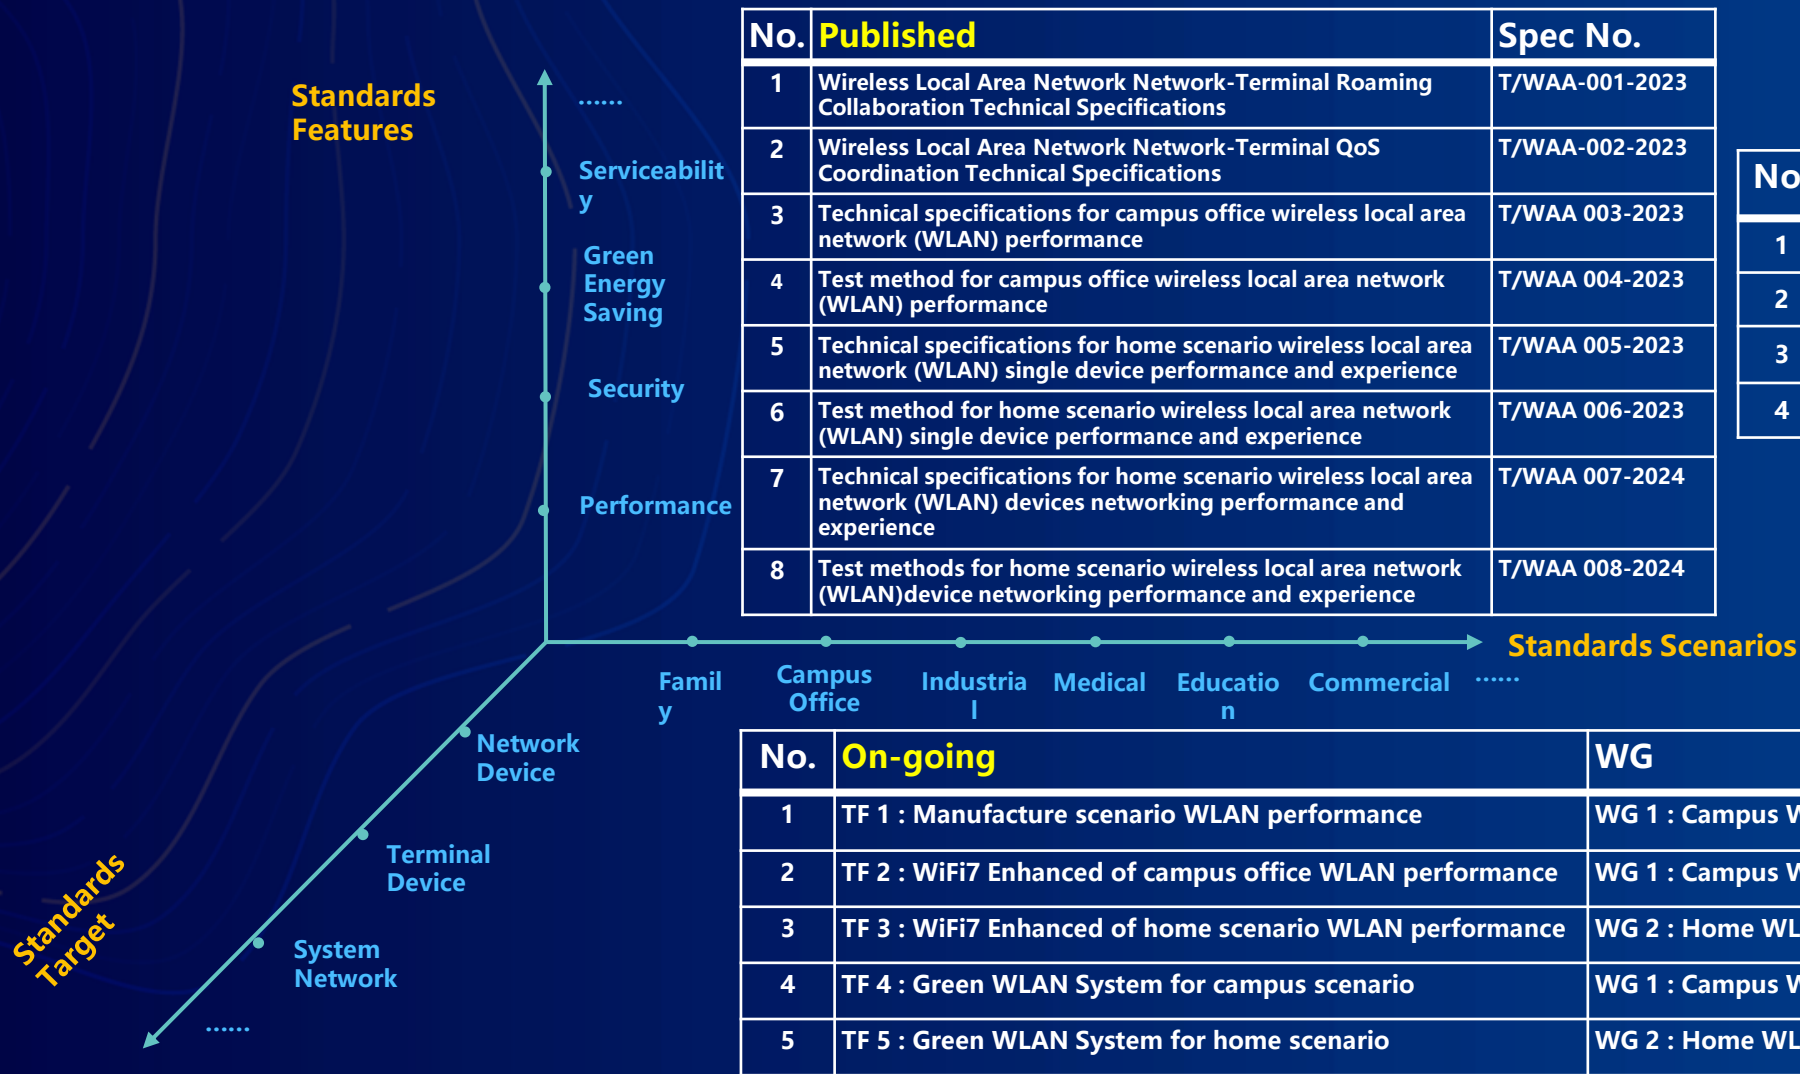 Standards
Features
......
Serviceabilit
y
Green
Energy
Saving
Security
Performance
No. Published Spec No.
1 Wireless Local Area Network Network-Terminal Roaming T/WAA-001-2023
Collaboration Technical Specifications
2 Wireless Local Area Network Network-Terminal QoS T/WAA-002-2023
Coordination Technical Specifications
3 Technical specifications for campus office wireless local area T/WAA 003-2023
network (WLAN) performance
4 Test method for campus office wireless local area network T/WAA 004-2023
(WLAN) performance
5 Technical specifications for home scenario wireless local area T/WAA 005-2023
network (WLAN) single device performance and experience
6 Test method for home scenario wireless local area network T/WAA 006-2023
(WLAN) single device performance and experience
7 Technical specifications for home scenario wireless local area T/WAA 007-2024
network (WLAN) devices networking performance and
experience
8 Test methods for home scenario wireless local area network T/WAA 008-2024
(WLAN)device networking performance and experience
No
1
2
3
4
Standards Scenarios
Famil
y
Campus
Office
Industria
l
Medical
Educatio
n
Commercial
......
Network
Device
Terminal
Device
System
Network
......
Standards
Target
No. On-going WG
1 TF 1 : Manufacture scenario WLAN performance WG 1 : Campus W
2 TF 2 : WiFi7 Enhanced of campus office WLAN performance WG 1 : Campus W
3 TF 3 : WiFi7 Enhanced of home scenario WLAN performance WG 2 : Home WL
4 TF 4 : Green WLAN System for campus scenario WG 1 : Campus W
5 TF 5 : Green WLAN System for home scenario WG 2 : Home WL